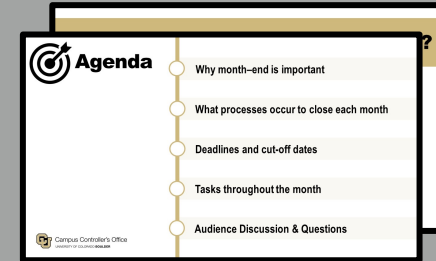 ?
Agenda
Why month–end is important
What processes occur to close each month
Deadlines and cut-off dates
Tasks throughout the month
Audience Discussion & Questions
Campus Controller's Office
UNIVERSITY OF COLORADO BOULDER